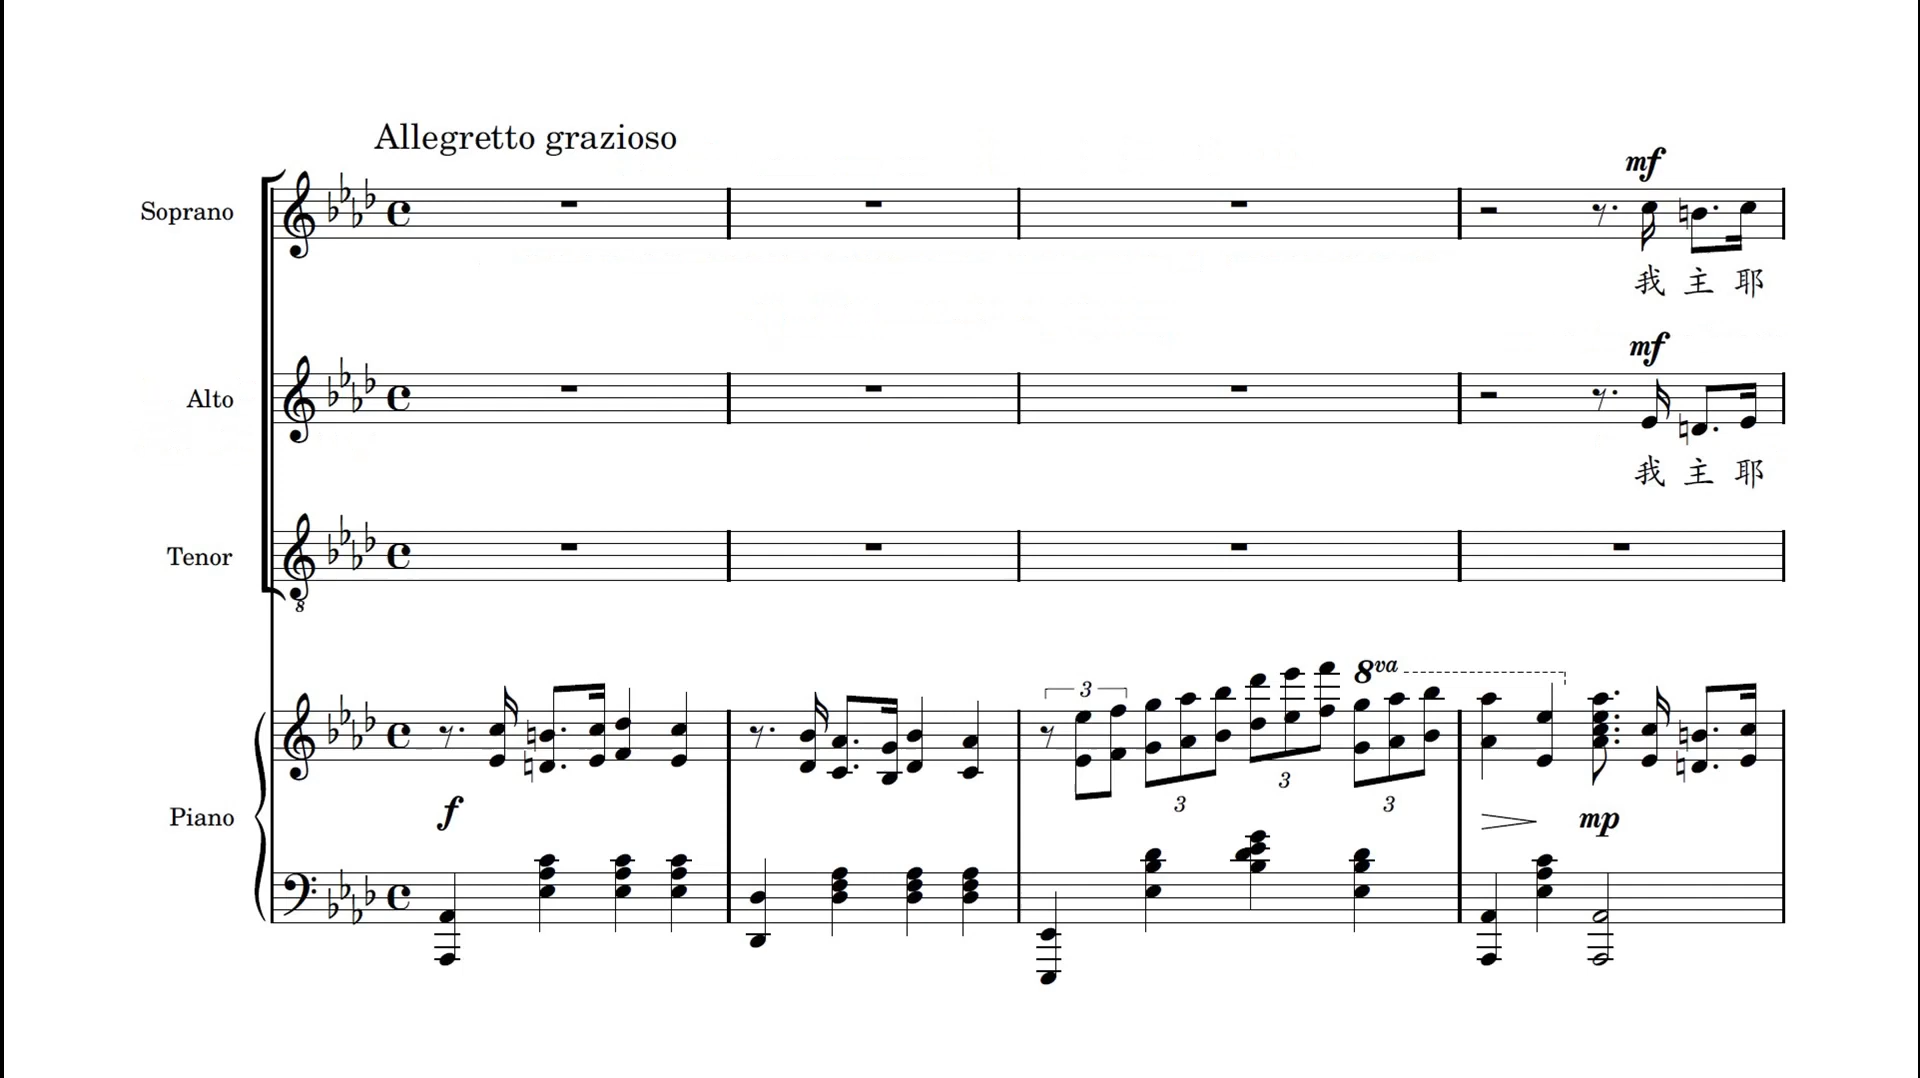 Allegretto grazioso
mf
Soprano
我 主 耶
mf
Alto
我 主 耶
Tenor
8
3
8va
3
3
3
Piano
f
mp